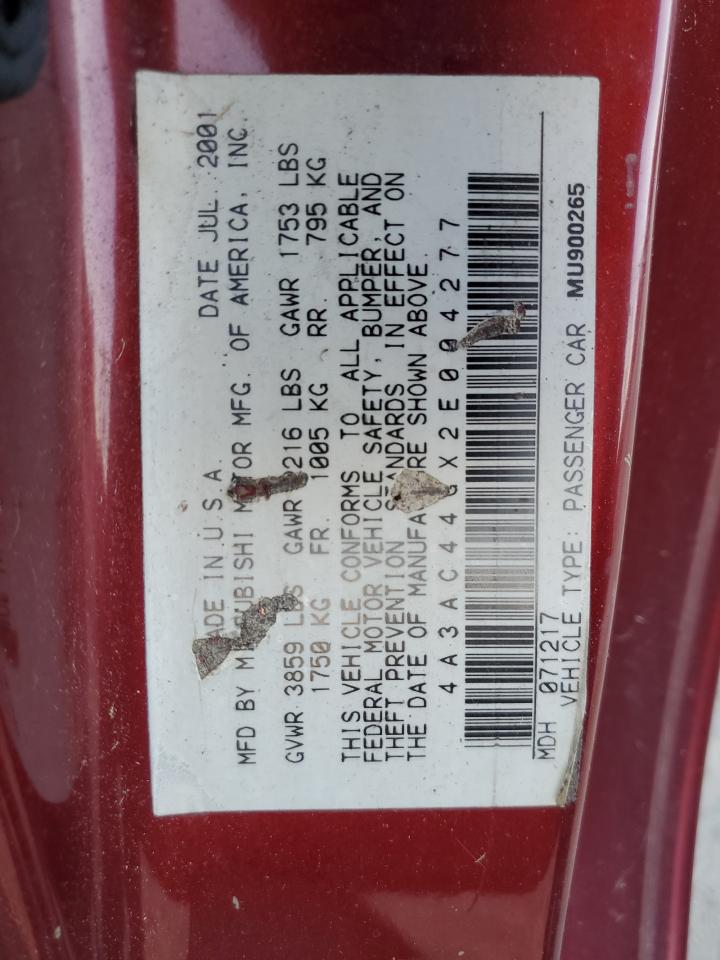 MADE IN U.S.A. DATE JUL. 2001
MFD BY MITSUBISHI MOTOR MFG. OF AMERICA, INC.
GVWR 3859 LBS GAWR 2216 LBS GAWR 1753 LBS
1750 KG FR. 1005 KG RR. 795 KG
THIS VEHICLE CONFORMS TO ALL APPLICABLE
FEDERAL MOTOR VEHICLE SAFETY, BUMPER, AND
THEFT PREVENTION STANDARDS IN EFFECT ON
THE DATE OF MANUFACTURE SHOWN ABOVE
4A3AC44GX2E004277
MDH 071217
VEHICLE TYPE: PASSENGER CAR MU900265